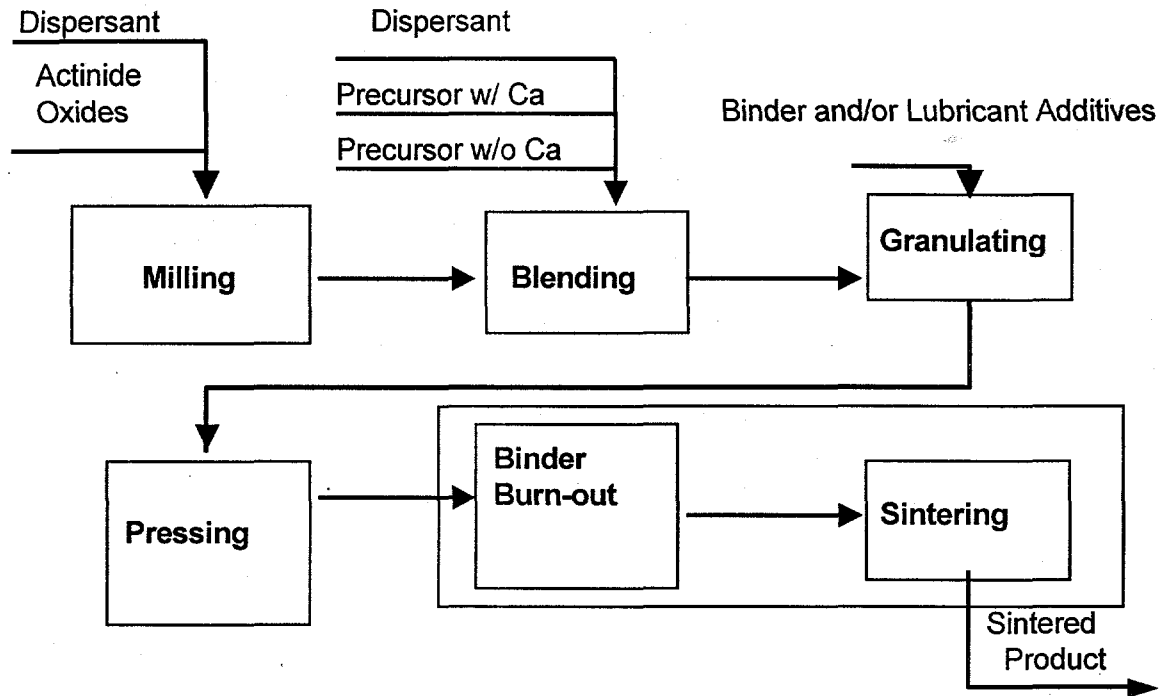 Dispersant
Actinide
Oxides
Dispersant
Precursor w/ Ca
Precursor w/o Ca
Binder and/or Lubricant Additives
Milling
Blending
Granulating
Pressing
Binder
Burn-out
Sintering
Sintered
Product